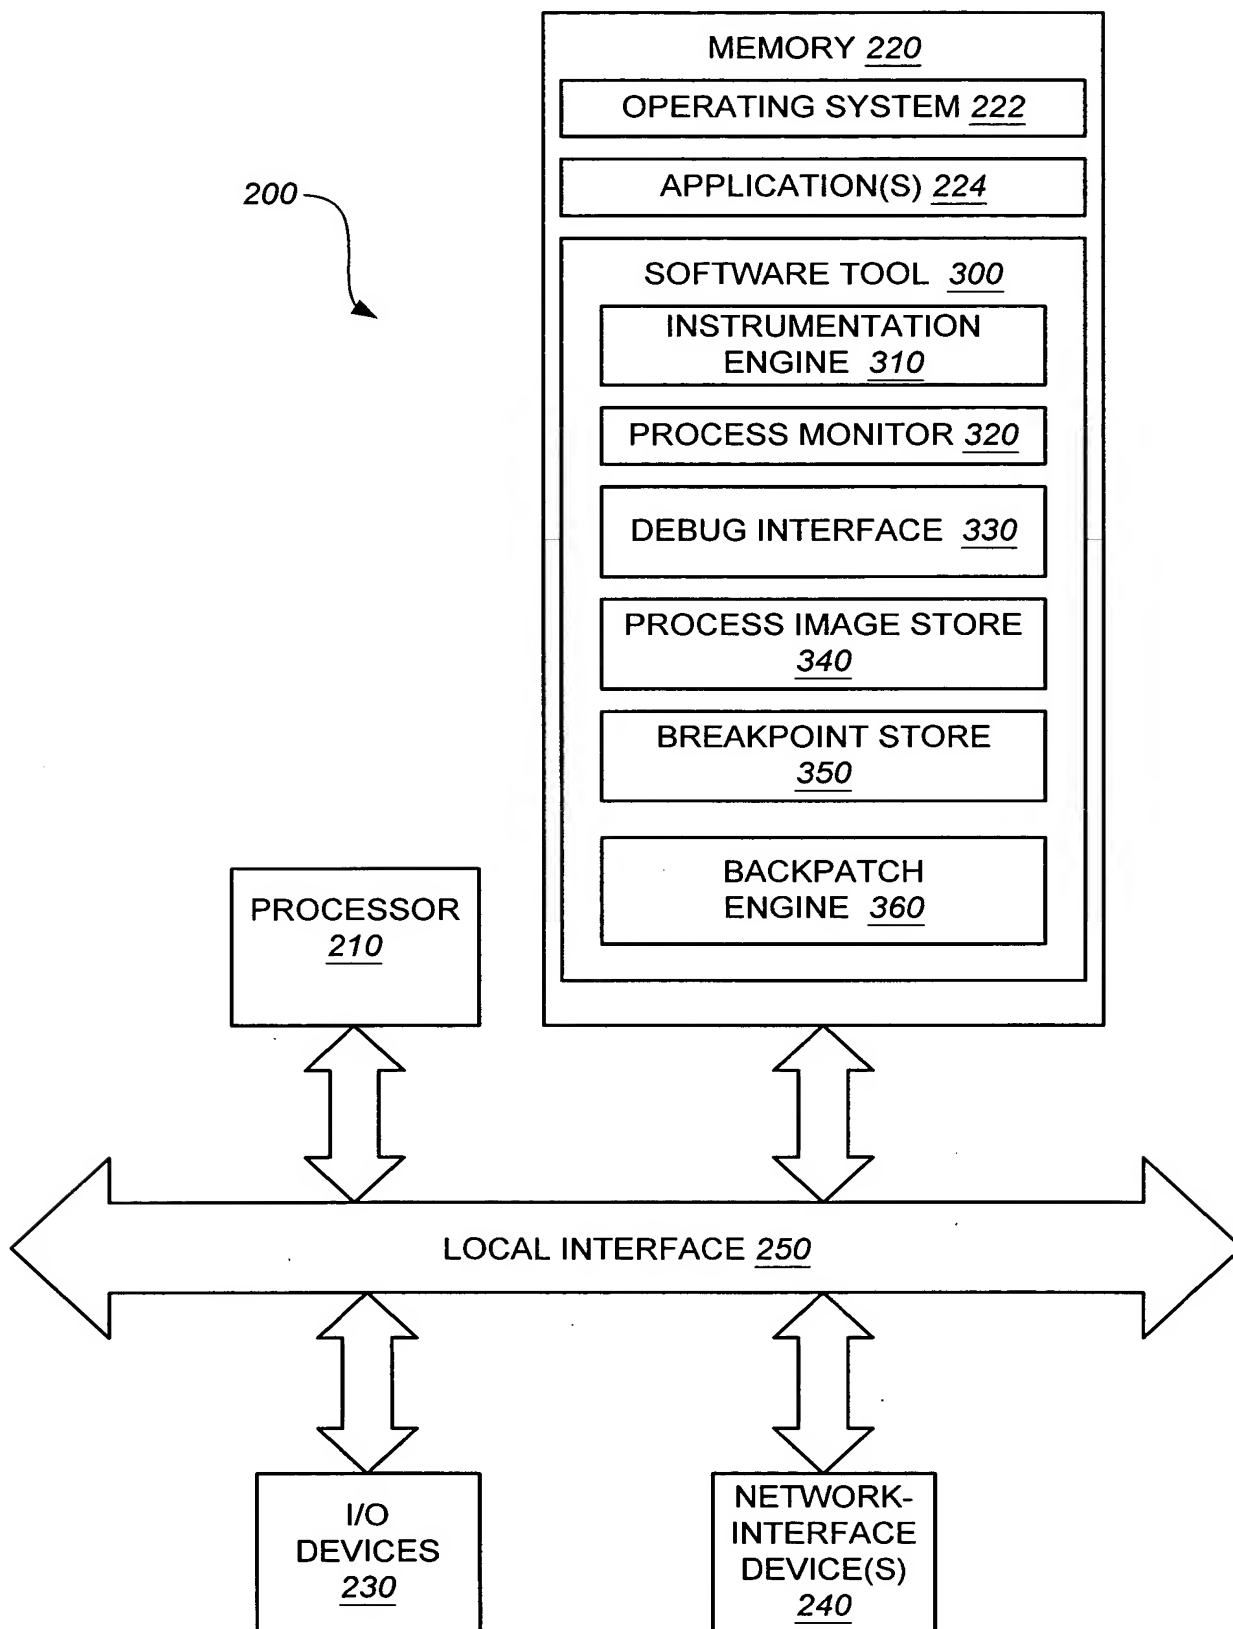 MEMORY 220
OPERATING SYSTEM 222
APPLICATION(S) 224
200
SOFTWARE TOOL 300
INSTRUMENTATION
ENGINE 310
PROCESS MONITOR 320
DEBUG INTERFACE 330
PROCESS IMAGE STORE
340
BREAKPOINT STORE
350
BACKPATCH
ENGINE 360
PROCESSOR
210
LOCAL INTERFACE 250
I/O
DEVICES
230
NETWORK-
INTERFACE
DEVICE(S)
240